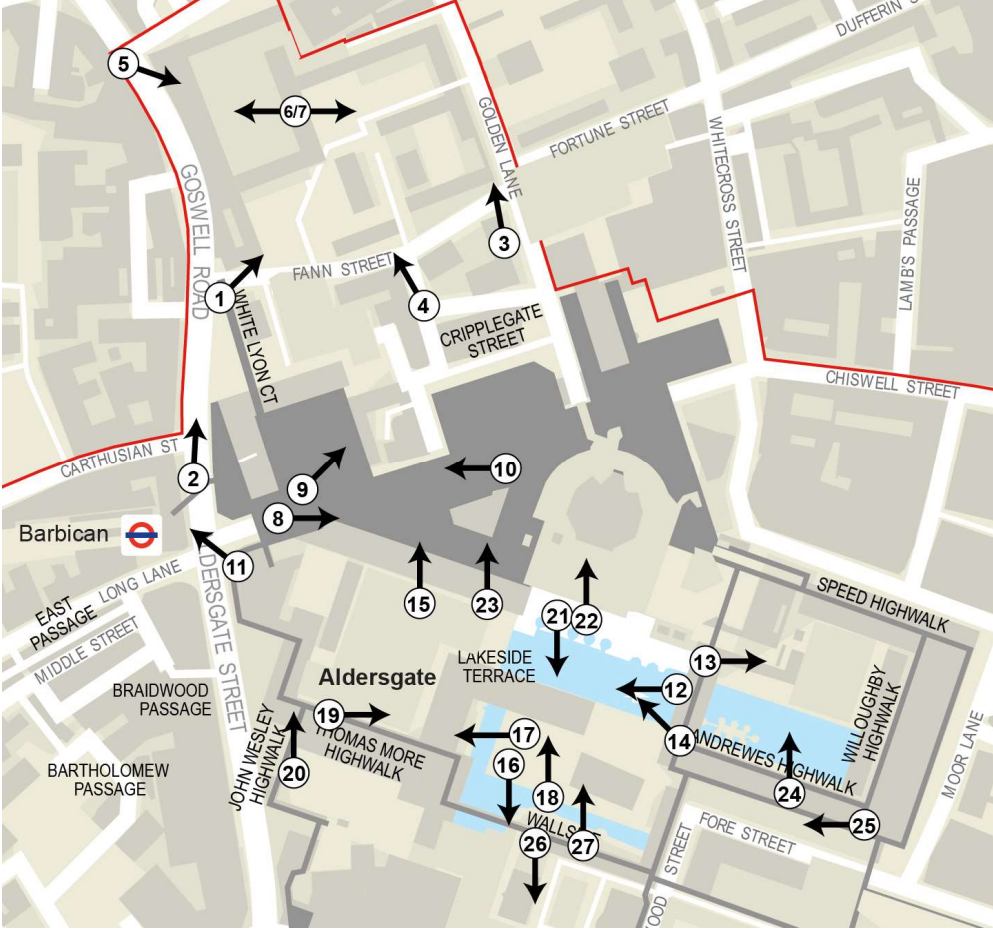 DUFFERIN S
5
6/7
GOLDEN LANE
FORTUNE STREET
WHITECROSS STREET
GOSWELL ROAD
LAMB'S PASSAGE
3
FANN STREET
1
4
WHITE LYON CT
CRIPPLEGATE
STREET
CHISWELL STREET
CARTHUSIAN ST
2
10
9
8
Barbican
11
LONG LANE
EAST
PASSAGE
MIDDLE STREET
LDERSGATE STREET
SPEED HIGHWALK
15
23
21
22
LAKESIDE
TERRACE
13
Aldersgate
12
BRAIDWOOD
PASSAGE
WILLOUGHBY
HIGHWALK
19
17
14
ANDREWES HIGHWALK
THOMAS MORE
HIGHWALK
JOHN WESLEY
HIGHWALK
BARTHOLOMEW
PASSAGE
20
16
18
24
MOOR LANE
WALLS
FORE STREET
25
26
27
OOD STREET